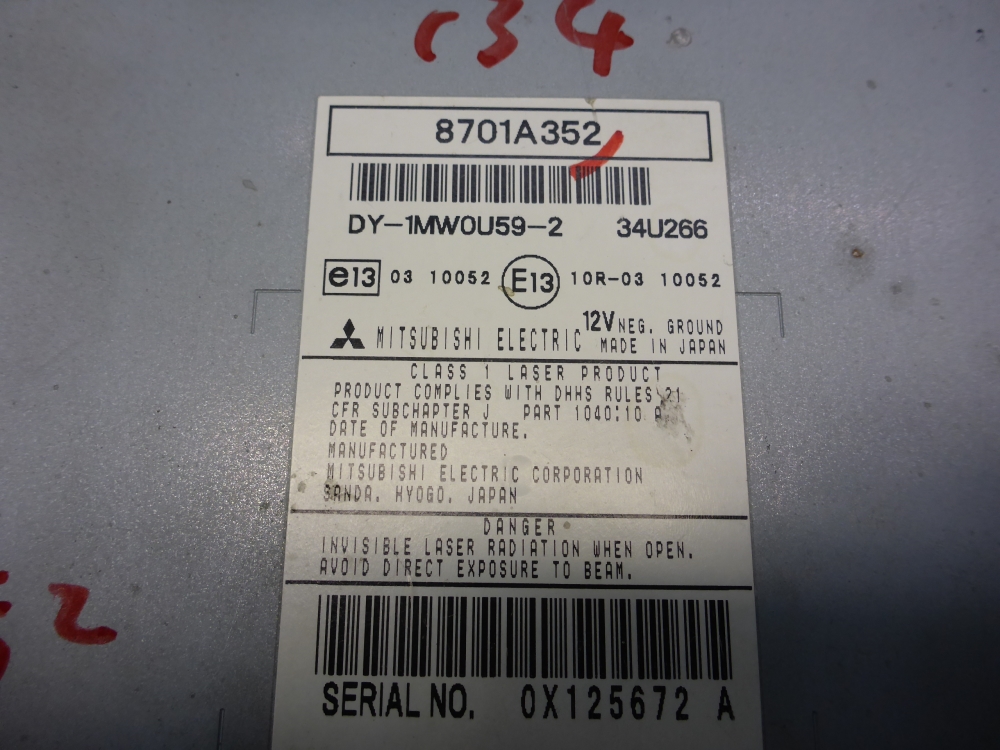 c34
8701A352
DY-1MW0U59-2 34U266
e13 03 10052 E13 10R-03 10052
MITSUBISHI ELECTRIC 12V NEG. GROUND
MADE IN JAPAN
CLASS 1 LASER PRODUCT
PRODUCT COMPLIES WITH DHHS RULES 21
CFR SUBCHAPTER J PART 1040:10 A
DATE OF MANUFACTURE.
MANUFACTURED
MITSUBISHI ELECTRIC CORPORATION
SANDA. HYOGO. JAPAN
DANGER
INVISIBLE LASER RADIATION WHEN OPEN.
AVOID DIRECT EXPOSURE TO BEAM.
52
SERIAL NO. 0X125672 A